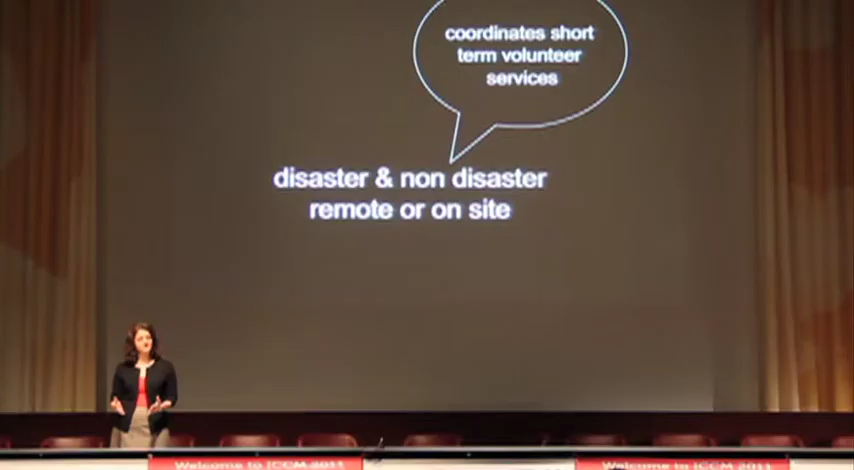 coordinates short
term volunteer
services
disaster & non disaster
remote or on site
Welcome to ICCM 2011
Welcome to ICCM 2011